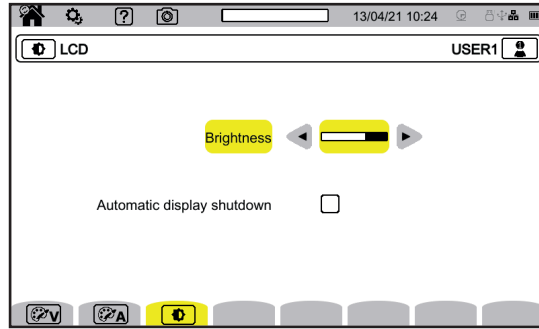 ? 13/04/21 10:24
LCD USER1
Brightness
Automatic display shutdown
V A